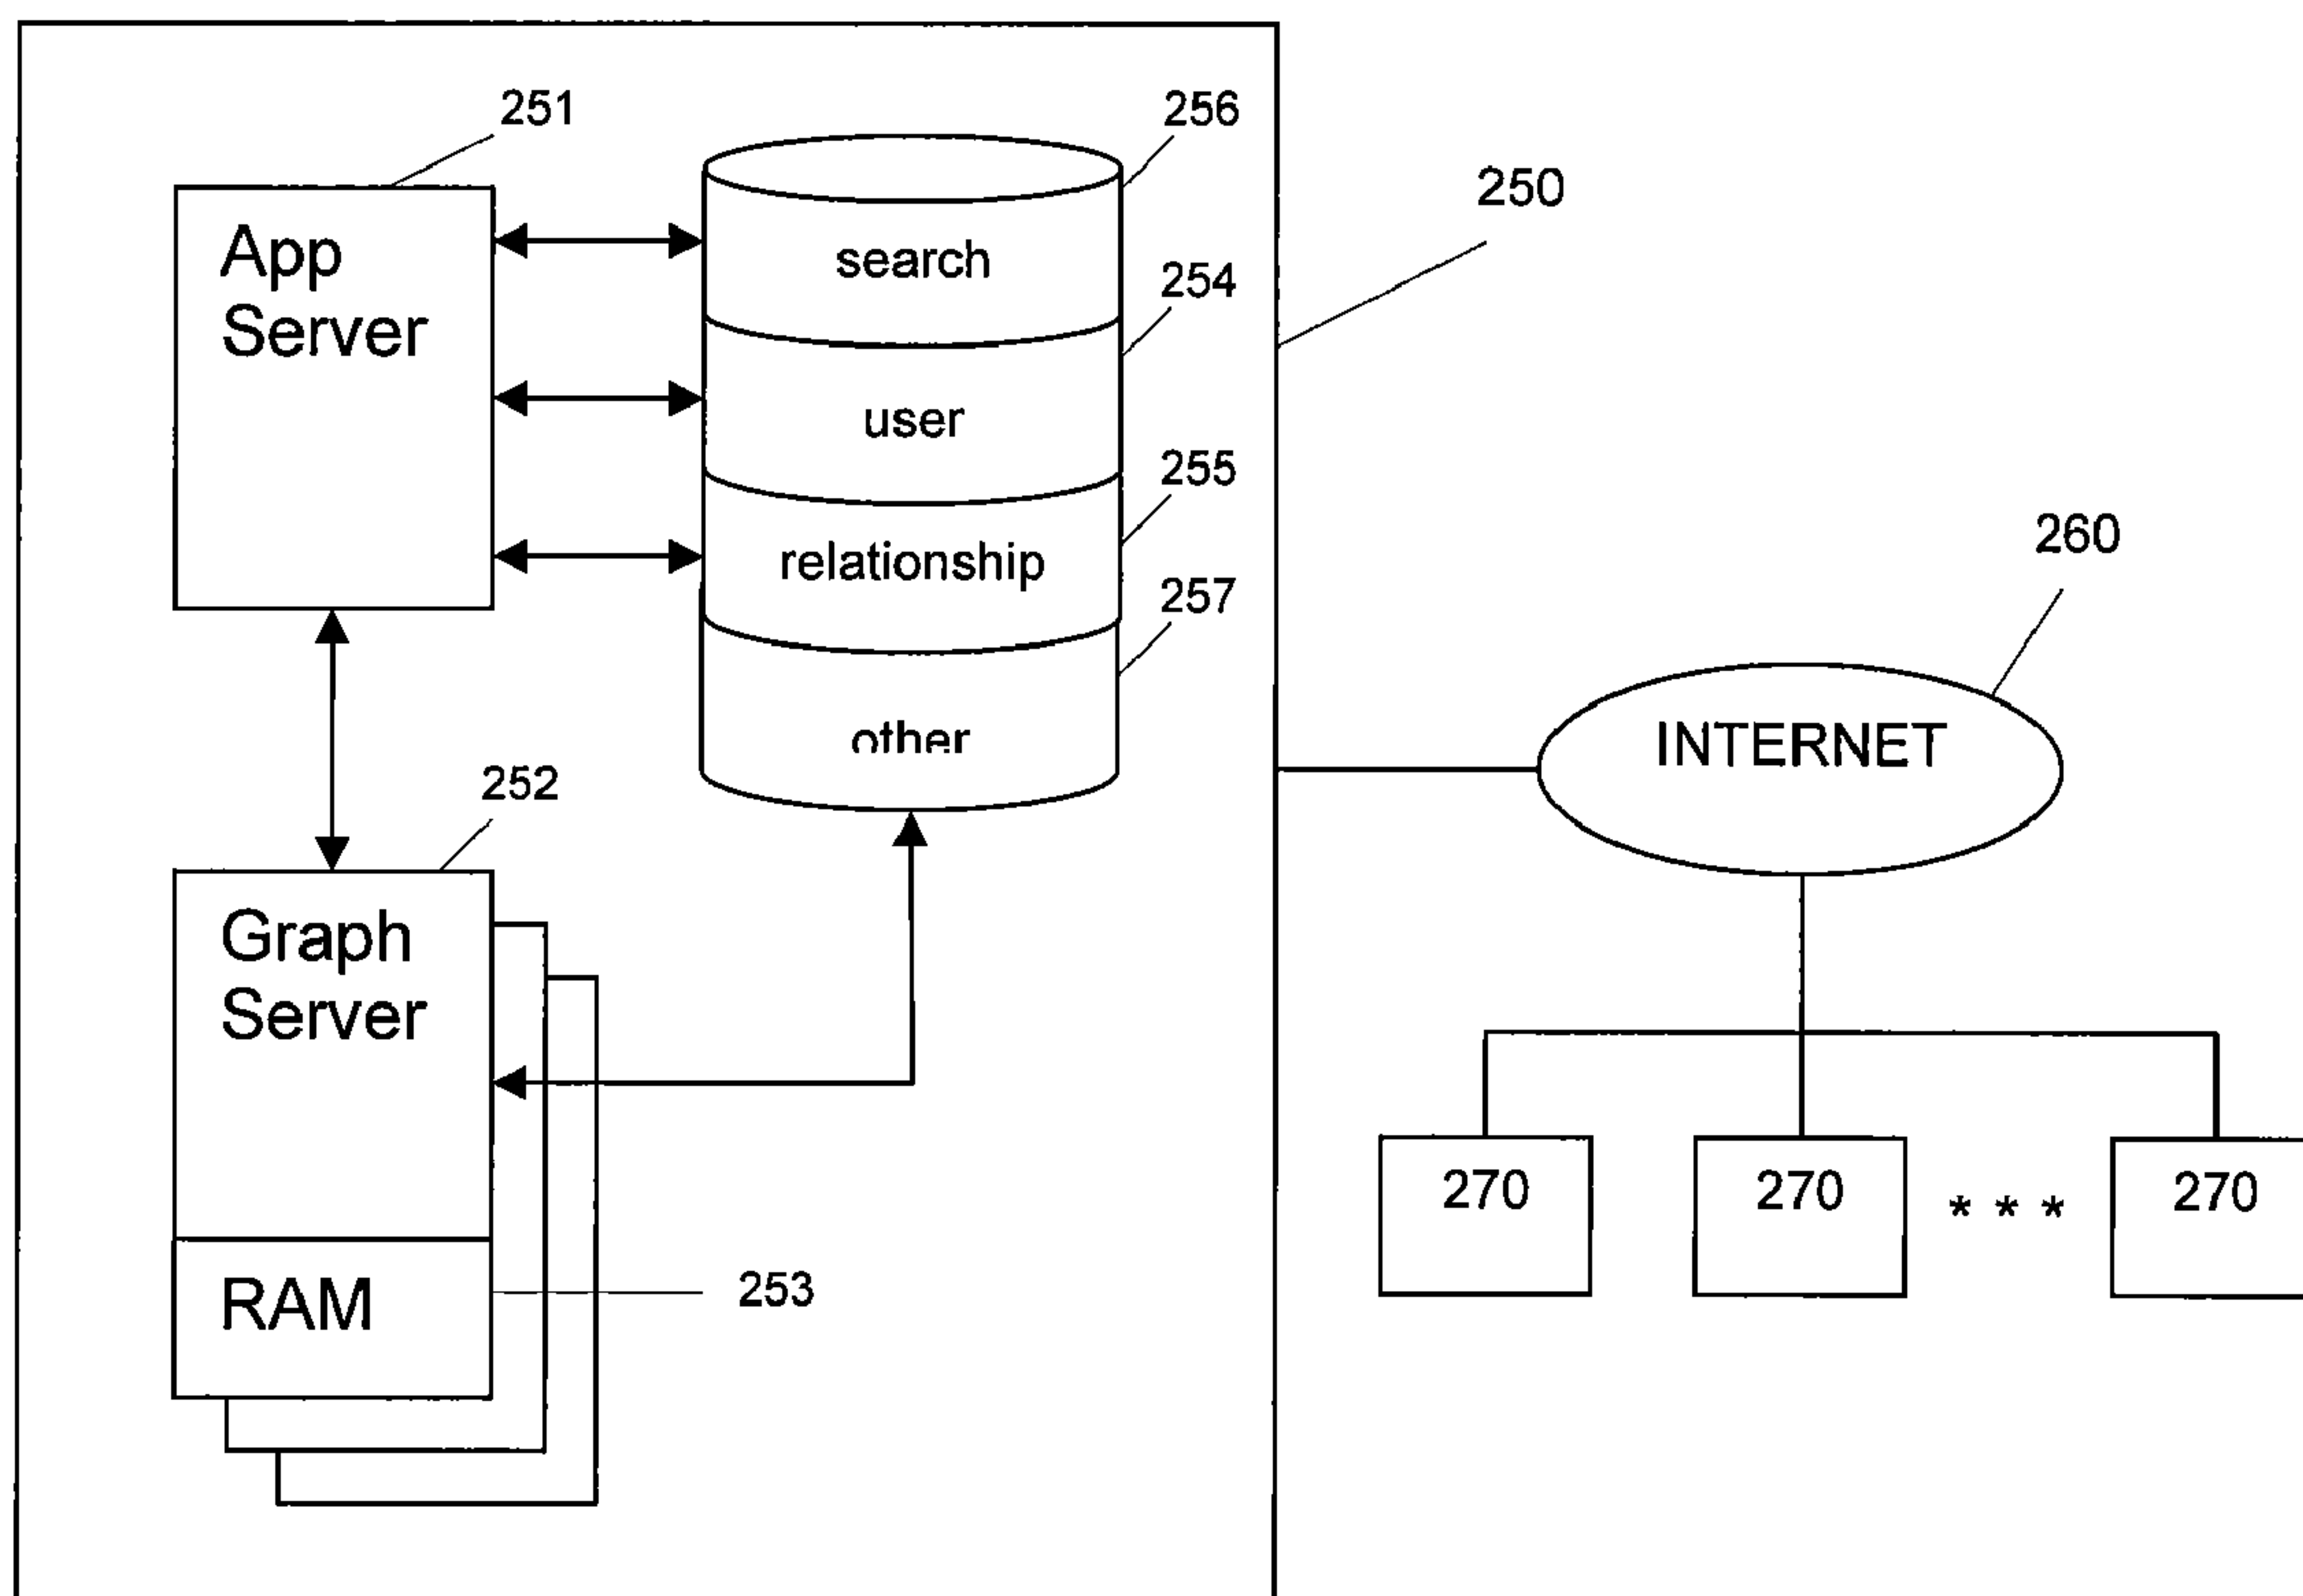 251
256
App
Server
search
250
254
user
255
relationship
257
260
other
INTERNET
252
Graph
Server
RAM
253
270
270
* * *
270